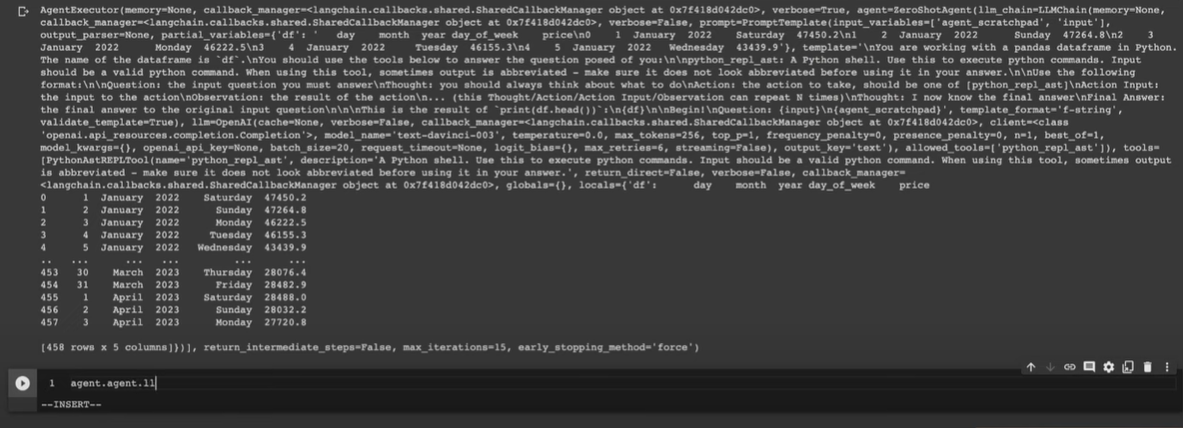 AgentExecutor(memory=None, callback_manager=<langchain.callbacks.shared.SharedCallbackManager object at 0x7f418d042dc0>, verbose=True, agent=ZeroShotAgent(llm_chain=LLMChain(memory=None,
callback_manager=<langchain.callbacks.shared.SharedCallbackManager object at 0x7f418d042dc0>, verbose=False, prompt=PromptTemplate(input_variables=['agent_scratchpad', 'input'],
output_parser=None, partial_variables={'df': '   day    month  year day_of_week    price\n0    1  January  2022    Saturday  47450.2\n1    2  January  2022      Sunday  47264.8\n2    3
January  2022      Monday  46222.5\n3    4  January  2022     Tuesday  46155.3\n4    5  January  2022   Wednesday  43439.9'}, template='\nYou are working with a pandas dataframe in Python.
The name of the dataframe is `df`.\nYou should use the tools below to answer the question posed of you:\n\npython_repl_ast: A Python shell. Use this to execute python commands. Input
should be a valid python command. When using this tool, sometimes output is abbreviated - make sure it does not look abbreviated before using it in your answer.\n\nUse the following
format:\n\nQuestion: the input question you must answer\nThought: you should always think about what to do\nAction: the action to take, should be one of [python_repl_ast]\nAction Input:
the input to the action\nObservation: the result of the action\n... (this Thought/Action/Action Input/Observation can repeat N times)\nThought: I now know the final answer\nFinal Answer:
the final answer to the original input question\n\n\n\nThis is the result of `print(df.head())`:\n{df}\n\nBegin!\nQuestion: {input}\n{agent_scratchpad}', template_format='f-string',
validate_template=True), llm=OpenAI(cache=None, verbose=False, callback_manager=<langchain.callbacks.shared.SharedCallbackManager object at 0x7f418d042dc0>, client=<class
'openai.api_resources.completion.Completion'>, model_name='text-davinci-003', temperature=0.0, max_tokens=256, top_p=1, frequency_penalty=0, presence_penalty=0, n=1, best_of=1,
model_kwargs={}, openai_api_key=None, batch_size=20, request_timeout=None, logit_bias={}, max_retries=6, streaming=False), output_key='text'), allowed_tools=['python_repl_ast']), tools=
[PythonAstREPLTool(name='python_repl_ast', description='A Python shell. Use this to execute python commands. Input should be a valid python command. When using this tool, sometimes output
is abbreviated - make sure it does not look abbreviated before using it in your answer.', return_direct=False, verbose=False, callback_manager=
<langchain.callbacks.shared.SharedCallbackManager object at 0x7f418d042dc0>, globals={}, locals={'df':      day    month  year day_of_week    price
0      1  January  2022    Saturday  47450.2
1      2  January  2022      Sunday  47264.8
2      3  January  2022      Monday  46222.5
3      4  January  2022     Tuesday  46155.3
4      5  January  2022   Wednesday  43439.9
..   ...      ...   ...         ...      ...
453   30    March  2023    Thursday  28076.4
454   31    March  2023      Friday  28482.9
455    1    April  2023    Saturday  28488.0
456    2    April  2023      Sunday  28032.2
457    3    April  2023      Monday  27720.8
[458 rows x 5 columns]})], return_intermediate_steps=False, max_iterations=15, early_stopping_method='force')
1 agent.agent.ll
--INSERT--